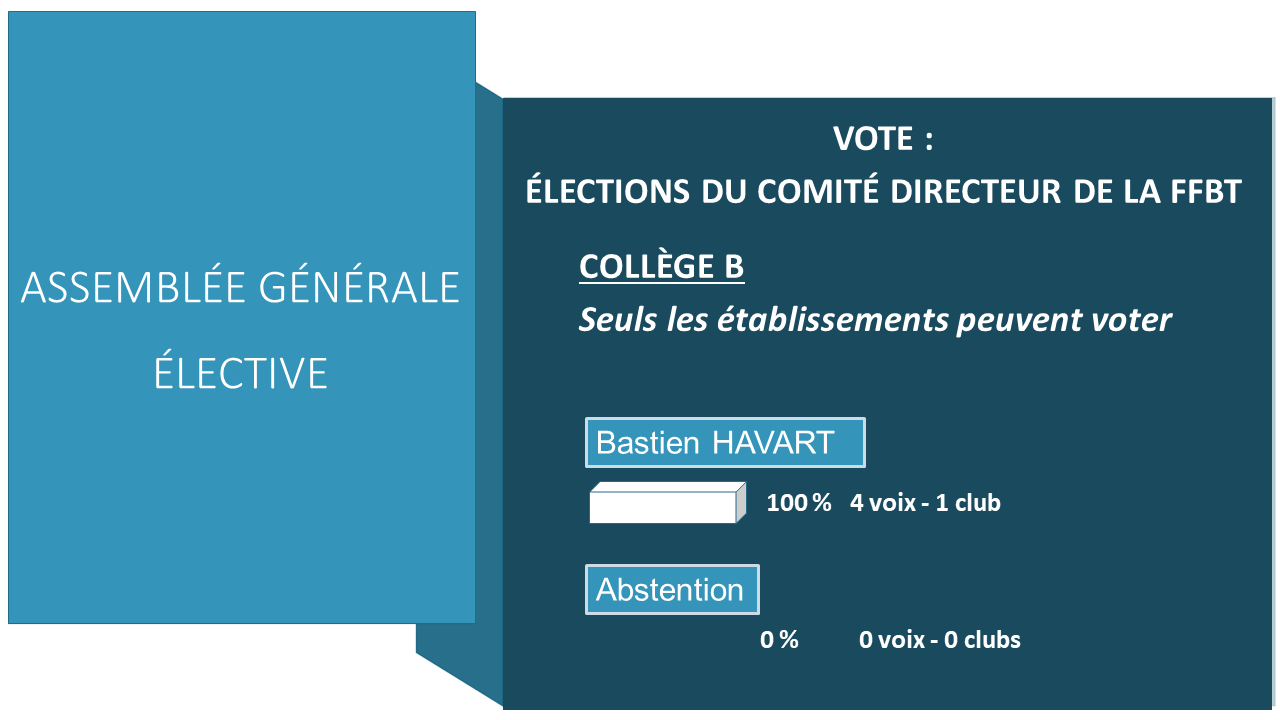 ASSEMBLÉE GÉNÉRALE
ÉLECTIVE
VOTE :
ÉLECTIONS DU COMITÉ DIRECTEUR DE LA FFBT
COLLÈGE B
Seuls les établissements peuvent voter
Bastien HAVART
100 % 4 voix - 1 club
Abstention
0 % 0 voix - 0 clubs